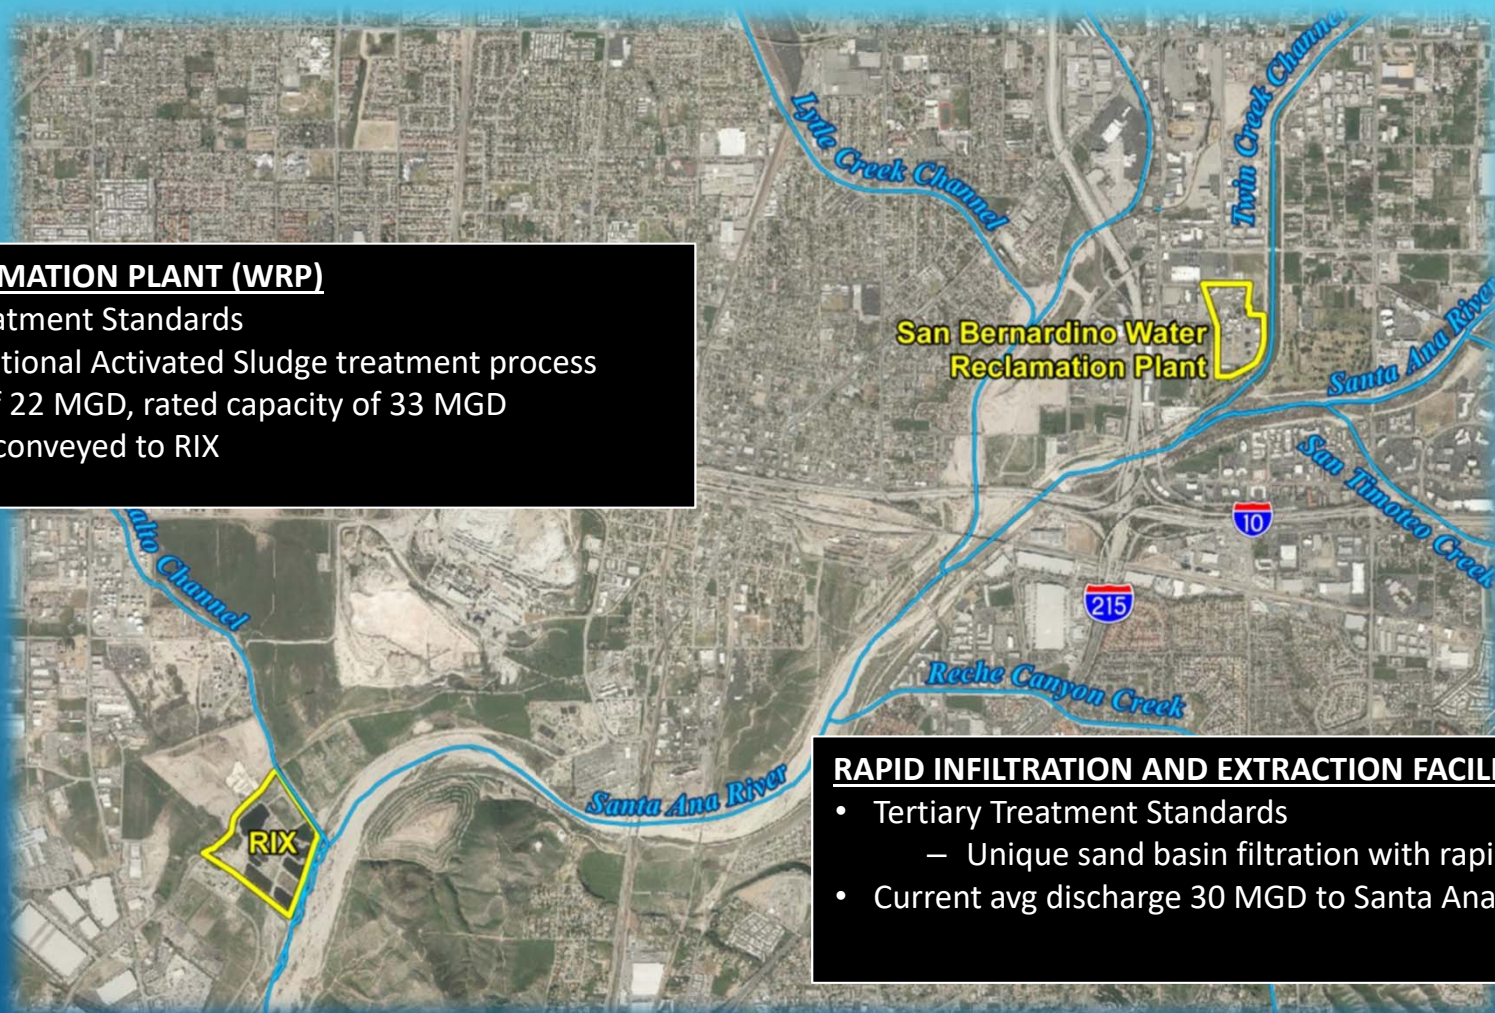 Lytle Creek Channel
Twin Creek Channel
MATION PLANT (WRP)
atment Standards
tional Activated Sludge treatment process
f 22 MGD, rated capacity of 33 MGD
conveyed to RIX
San Bernardino Water
Reclamation Plant
Santa Ana River
San Timoteo Creek
10
215
alto Channel
Reche Canyon Creek
Santa Ana River
RIX
RAPID INFILTRATION AND EXTRACTION FACILI
• Tertiary Treatment Standards
– Unique sand basin filtration with rapi
• Current avg discharge 30 MGD to Santa Ana